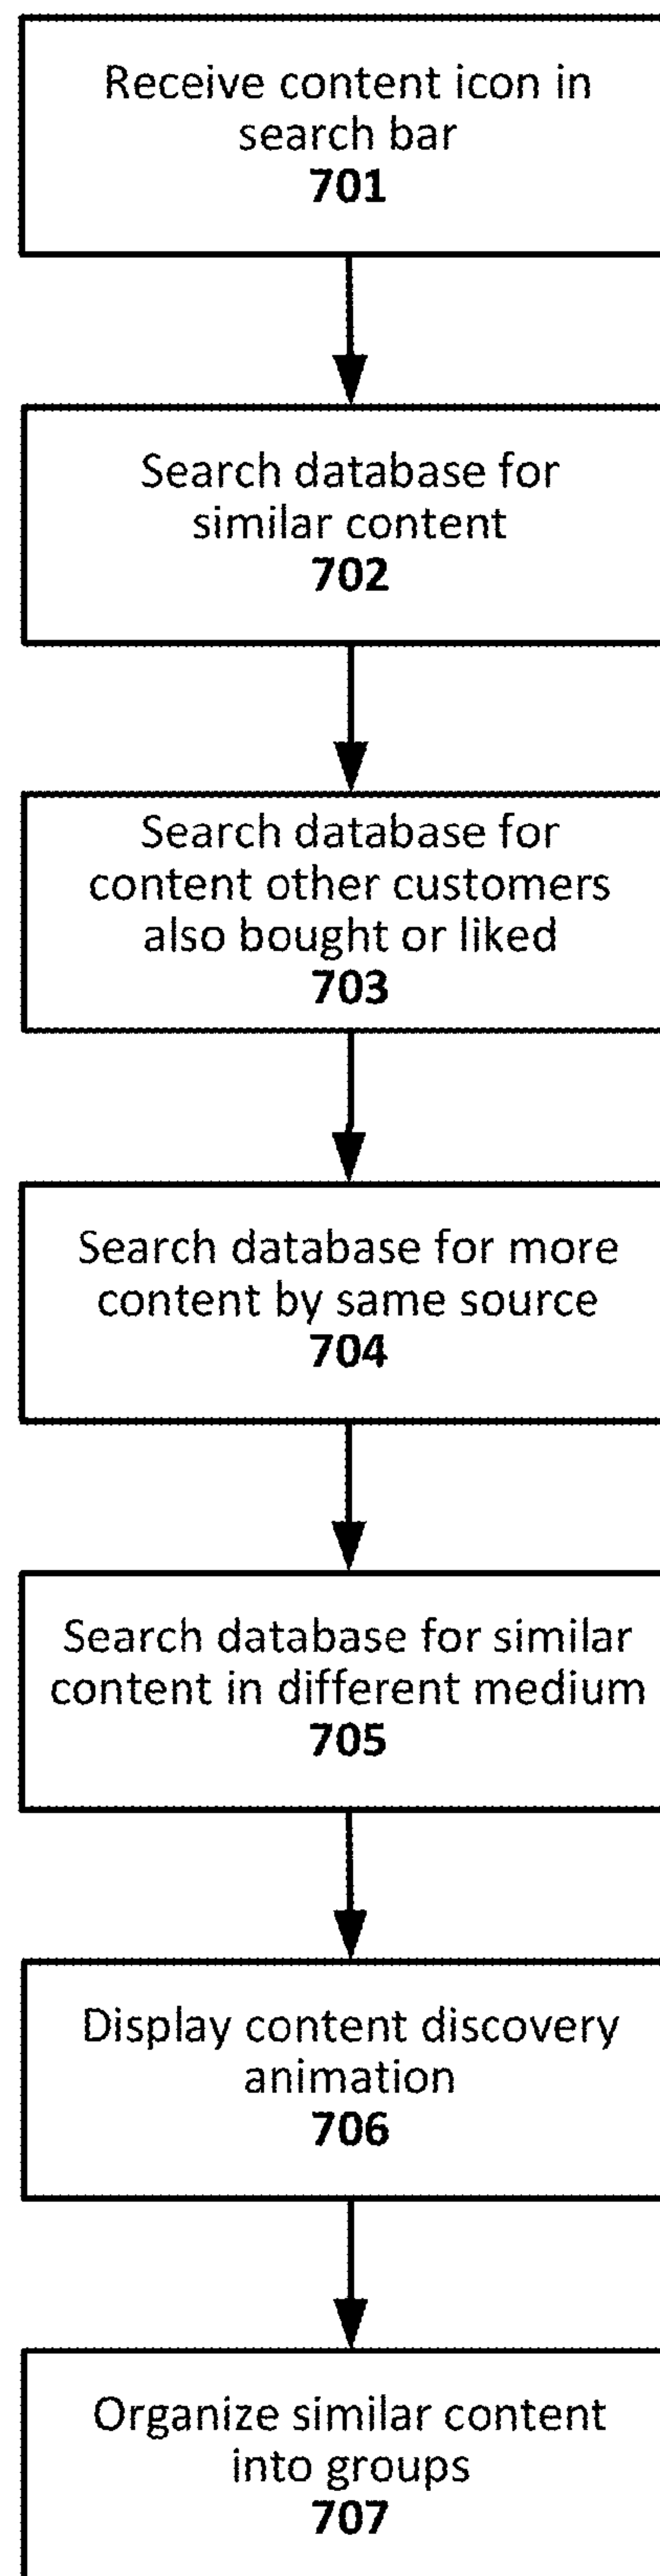 Receive content icon in
search bar
701
Search database for
similar content
702
Search database for
content other customers
also bought or liked
703
Search database for more
content by same source
704
Search database for similar
content in different medium
705
Display content discovery
animation
706
Organize similar content
into groups
707